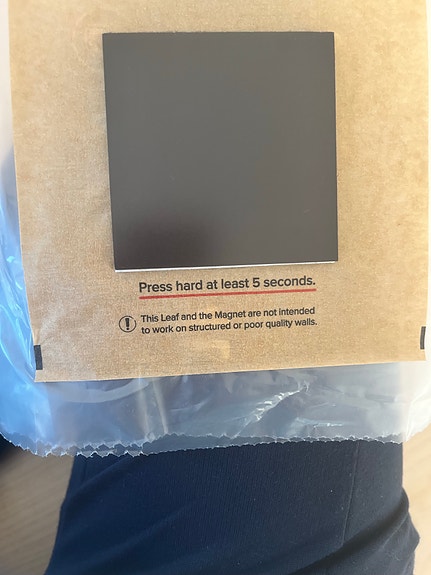 Press hard at least 5 seconds.
This Leaf and the Magnet are not intended
to work on structured or poor quality walls.